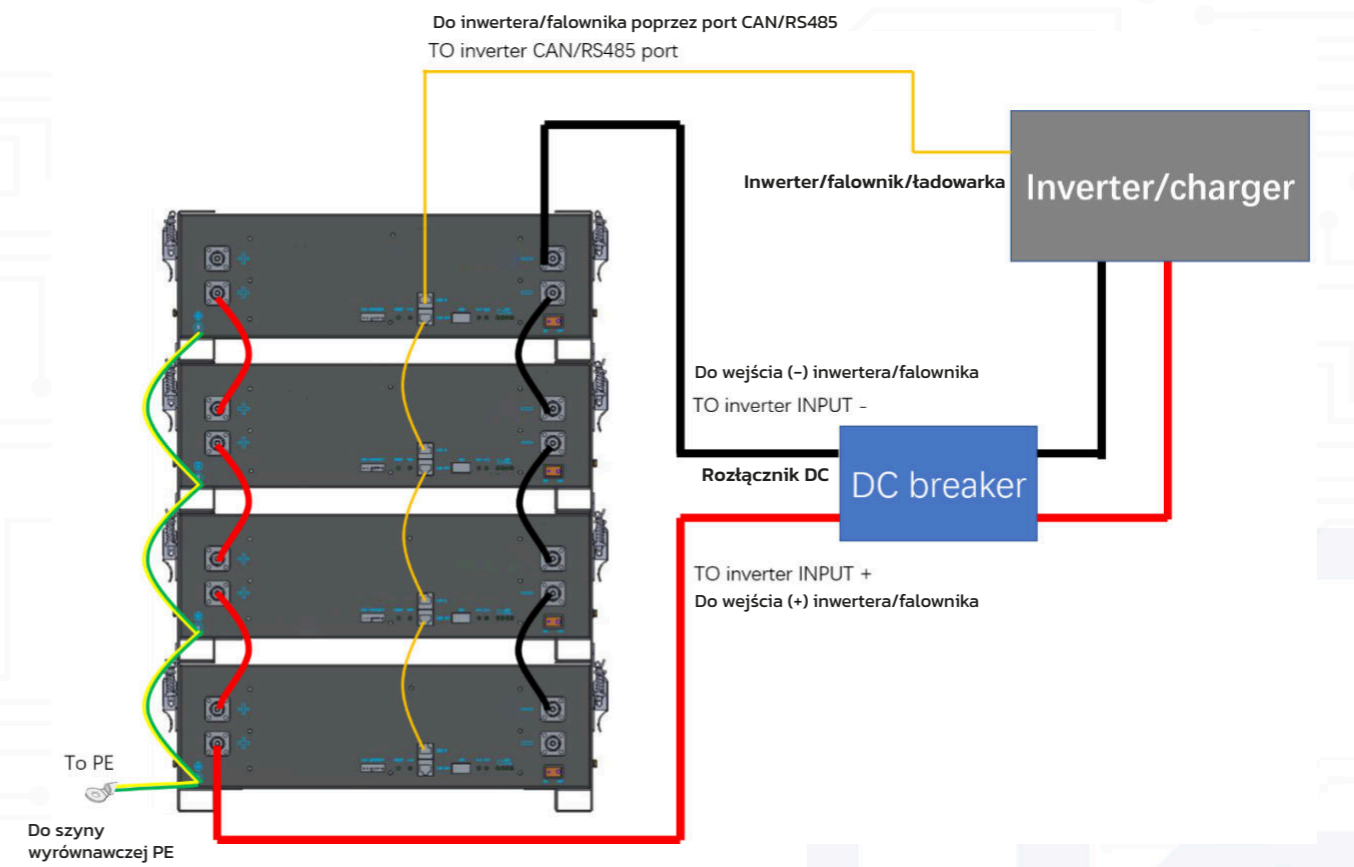 Do inwertera/falownika poprzez port CAN/RS485
TO inverter CAN/RS485 port
Inwerter/falownik/ładowarka
Inverter/charger
Do wejścia (-) inwertera/falownika
TO inverter INPUT -
Rozłącznik DC
DC breaker
TO inverter INPUT +
Do wejścia (+) inwertera/falownika
To PE
Do szyny
wyrównawczej PE